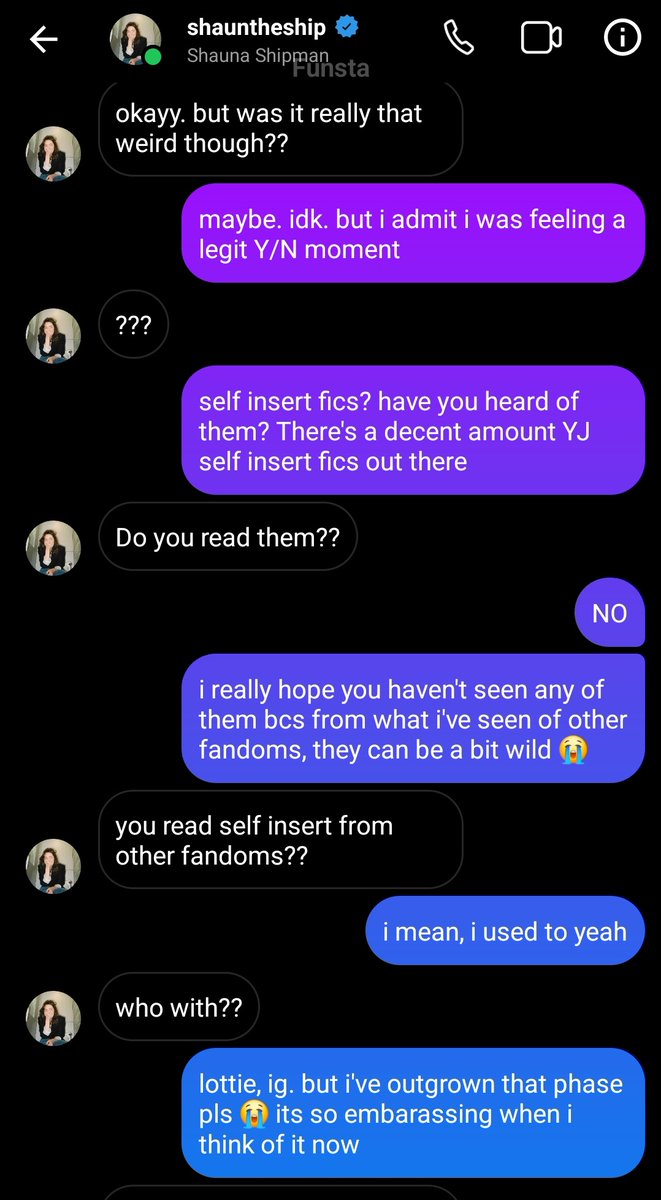 shauntheship
Shauna Shipman
Funsta
okayy. but was it really that
weird though??
maybe. idk. but i admit i was feeling a
legit Y/N moment
???
self insert fics? have you heard of
them? There's a decent amount YJ
self insert fics out there
Do you read them??
NO
i really hope you haven't seen any of
them bcs from what i've seen of other
fandoms, they can be a bit wild 😭
you read self insert from
other fandoms??
i mean, i used to yeah
who with??
lottie, ig. but i've outgrown that phase
pls 😭 its so embarassing when i
think of it now